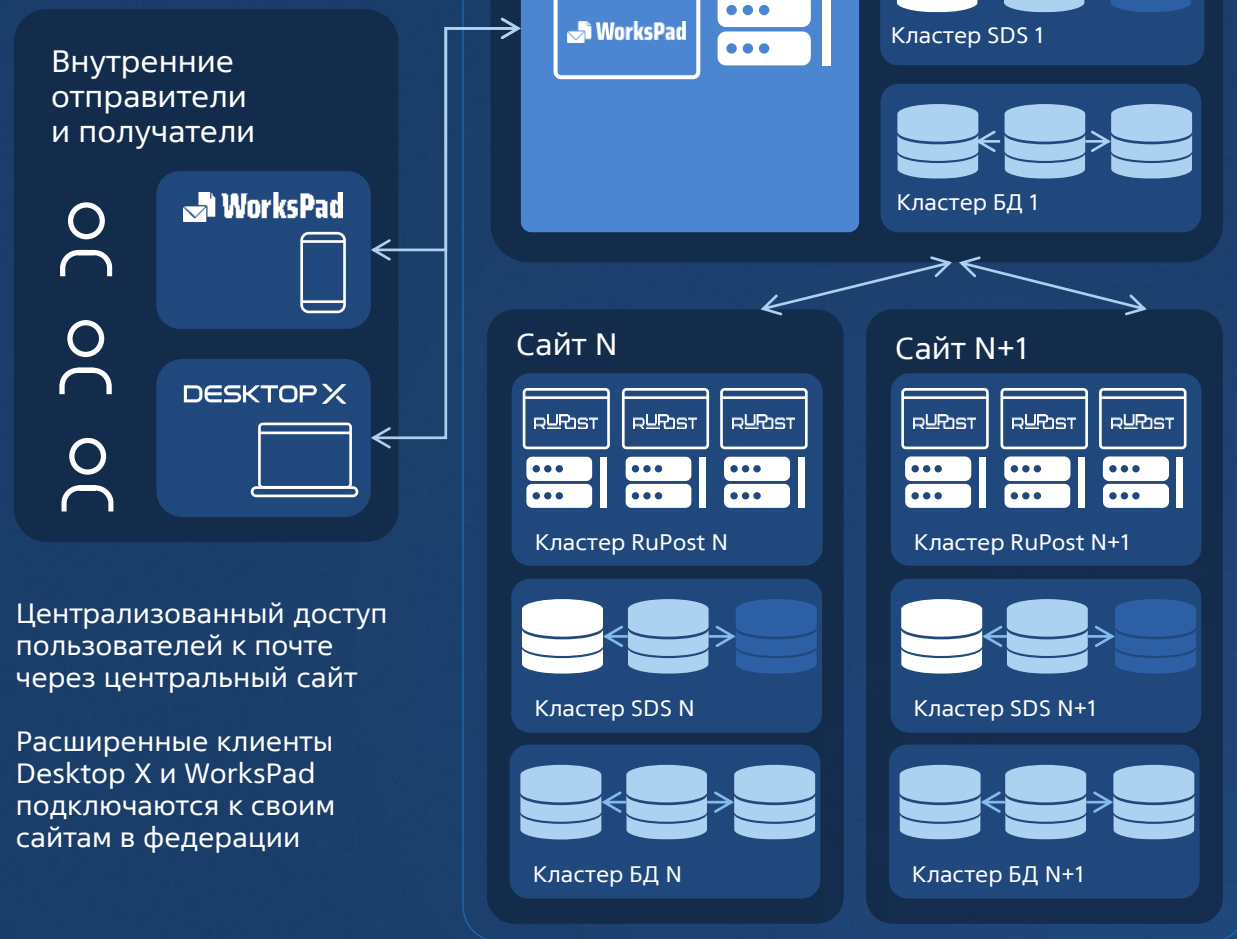 Внутренние
отправители
и получатели
WorksPad
DESKTOP X
Централизованный доступ
пользователей к почте
через центральный сайт
Расширенные клиенты
Desktop X и WorksPad
подключаются к своим
сайтам в федерации
WorksPad
Кластер SDS 1
Кластер БД 1
Сайт N
RUPOST RUPOST RUPOST
Кластер RuPost N
Кластер SDS N
Кластер БД N
Сайт N+1
RUPOST RUPOST RUPOST
Кластер RuPost N+1
Кластер SDS N+1
Кластер БД N+1